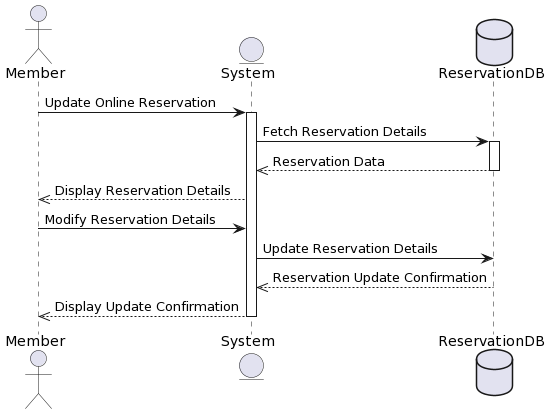 Member
System
ReservationDB
Update Online Reservation
Fetch Reservation Details
Reservation Data
Display Reservation Details
Modify Reservation Details
Update Reservation Details
Reservation Update Confirmation
Display Update Confirmation
Member
System
ReservationDB